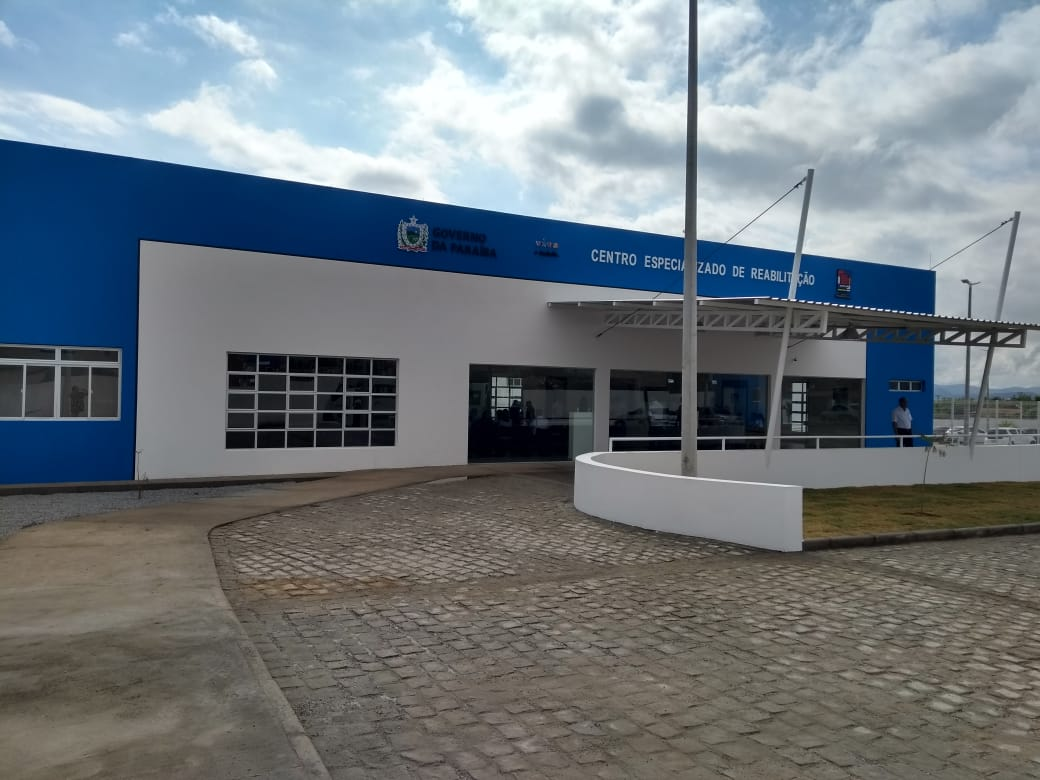 GOVERNO
DA PARAÍBA
CENTRO ESPECIALIZADO DE REABILITAÇÃO